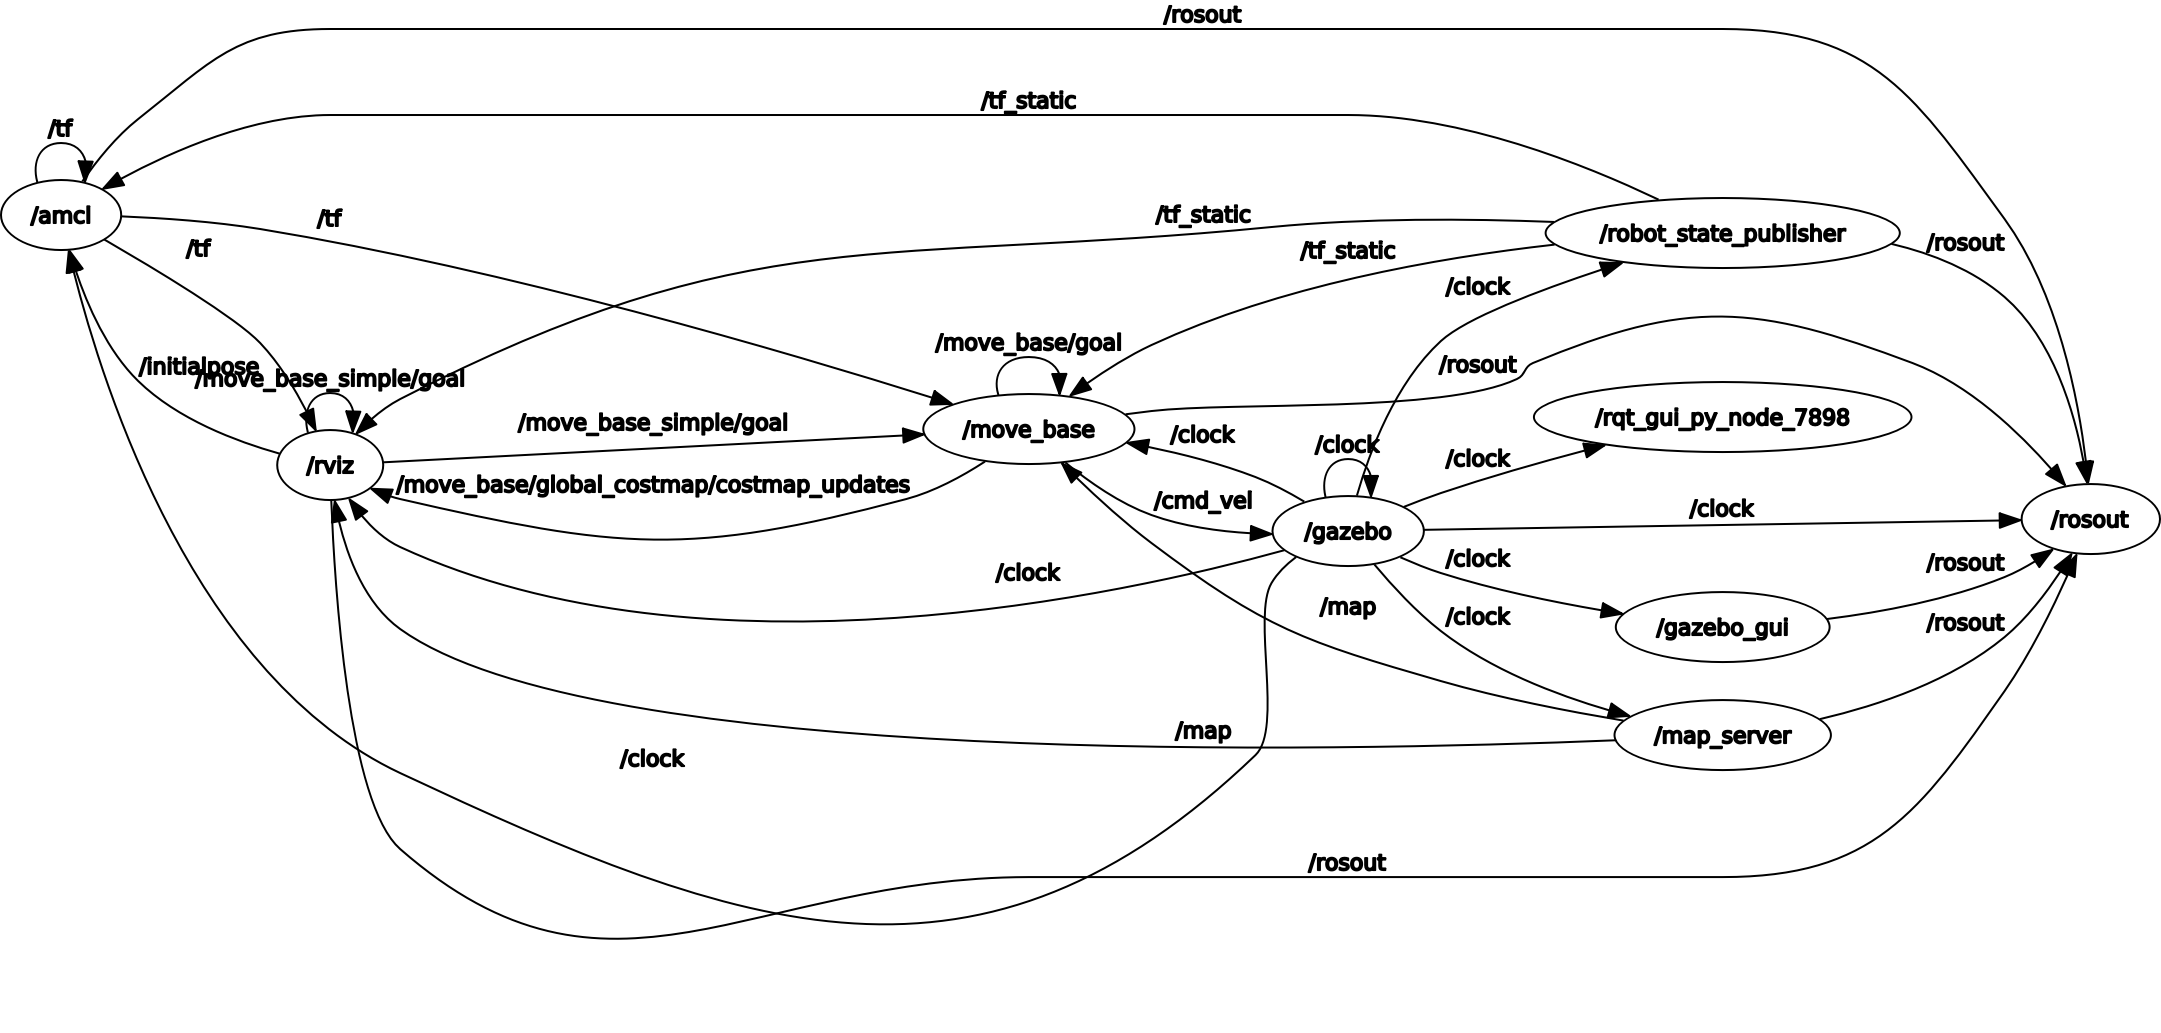 /rosout
/tf_static
/tf
/amcl
/tf
/tf
/tf_static
/tf_static
/robot_state_publisher
/rosout
/clock
/initialpose
/move_base_simple/goal
/move_base/goal
/rosout
/rqt_gui_py_node_7898
/move_base_simple/goal
/move_base
/clock
/clock
/clock
/rviz
/move_base/global_costmap/costmap_updates
/cmd_vel
/gazebo
/clock
/rosout
/clock
/clock
/rosout
/map
/clock
/gazebo_gui
/rosout
/map
/map_server
/clock
/rosout